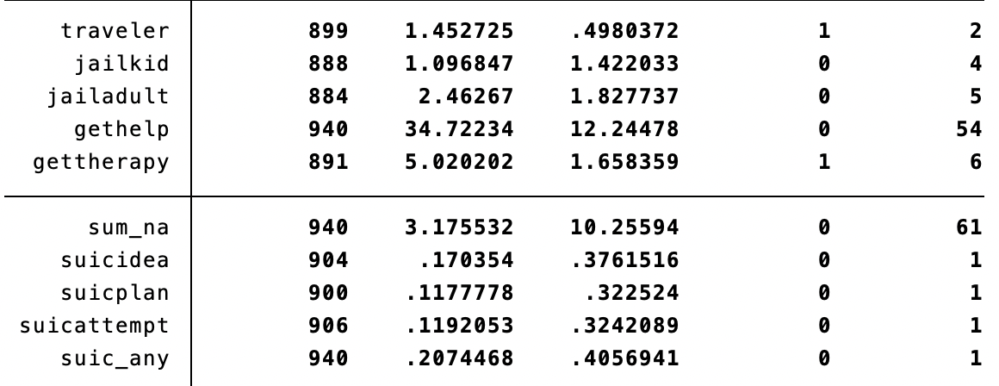 traveler 899 1.452725 .4980372 1 2
jailkid 888 1.096847 1.422033 0 4
jailadult 884 2.46267 1.827737 0 5
gethelp 940 34.72234 12.24478 0 54
gettherapy 891 5.020202 1.658359 1 6
sum_na 940 3.175532 10.25594 0 61
suicidea 904 .170354 .3761516 0 1
suicplan 900 .1177778 .322524 0 1
suicattempt 906 .1192053 .3242089 0 1
suic_any 940 .2074468 .4056941 0 1